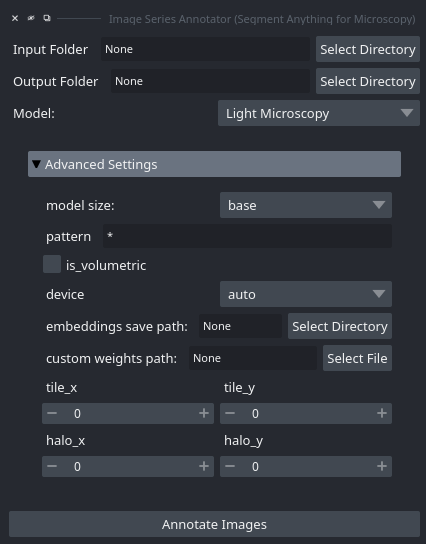 Image Series Annotator (Segment Anything for Microscopy)
Input Folder None Select Directory
Output Folder None Select Directory
Model: Light Microscopy
Advanced Settings
model size: base
pattern *
is_volumetric
device auto
embeddings save path: None Select Directory
custom weights path: None Select File
tile_x tile_y
− 0 + − 0 +
halo_x halo_y
− 0 + − 0 +
Annotate Images